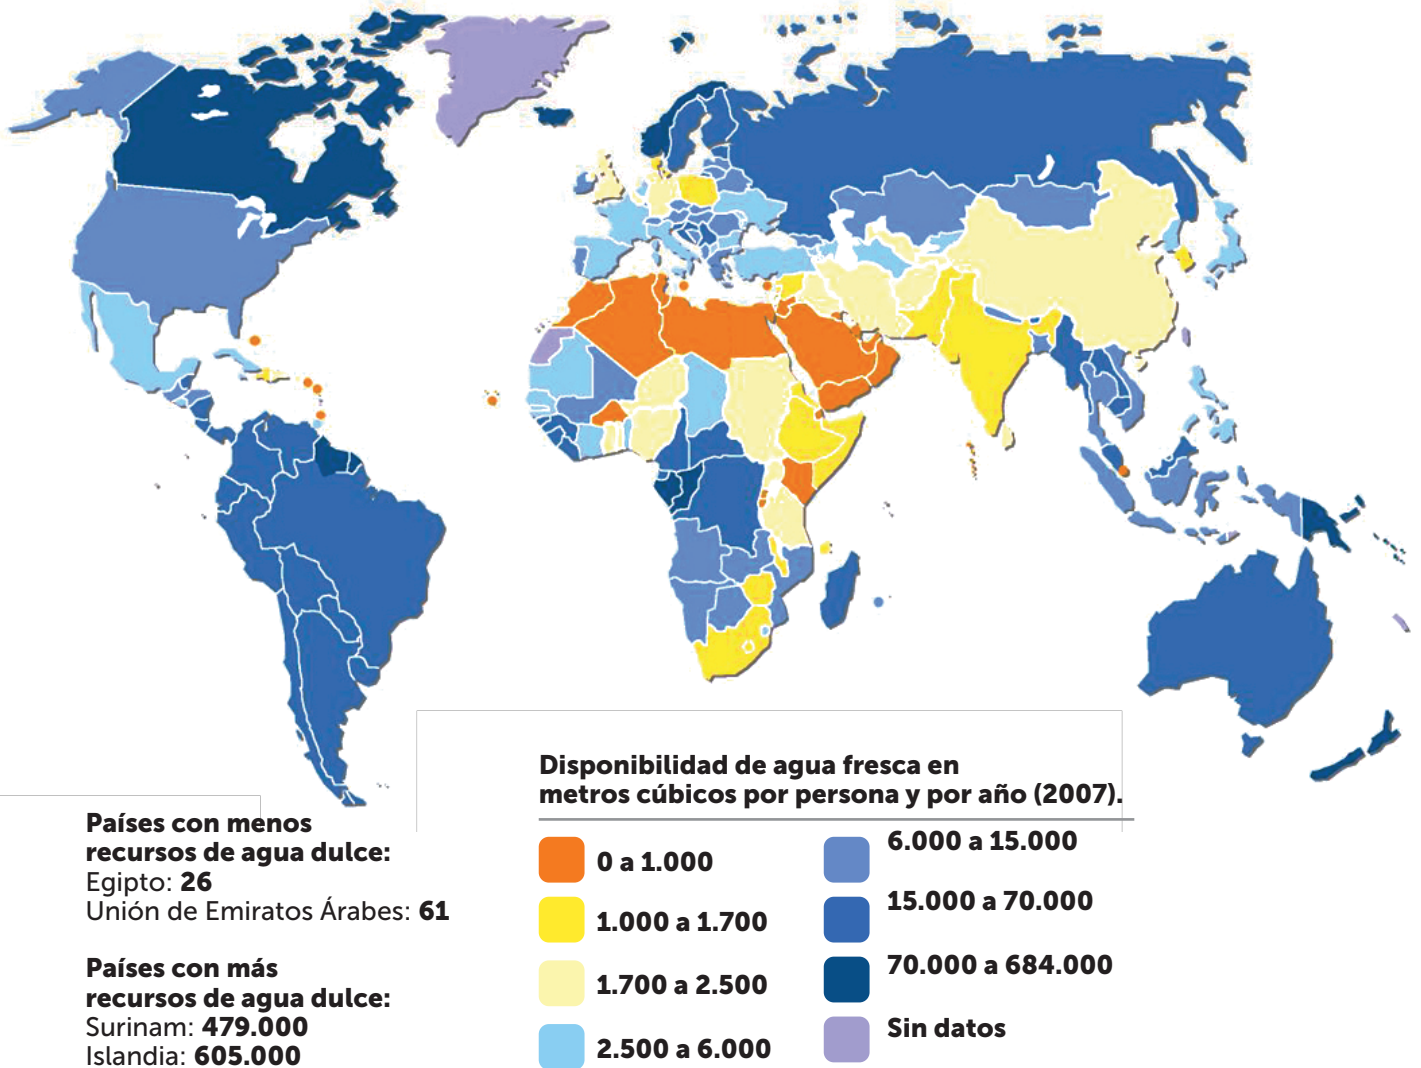 Disponibilidad de agua fresca en
metros cúbicos por persona y por año (2007).
0 a 1.000
1.000 a 1.700
1.700 a 2.500
2.500 a 6.000
6.000 a 15.000
15.000 a 70.000
70.000 a 684.000
Sin datos
Países con menos
recursos de agua dulce:
Egipto: 26
Unión de Emiratos Árabes: 61
Países con más
recursos de agua dulce:
Surinam: 479.000
Islandia: 605.000